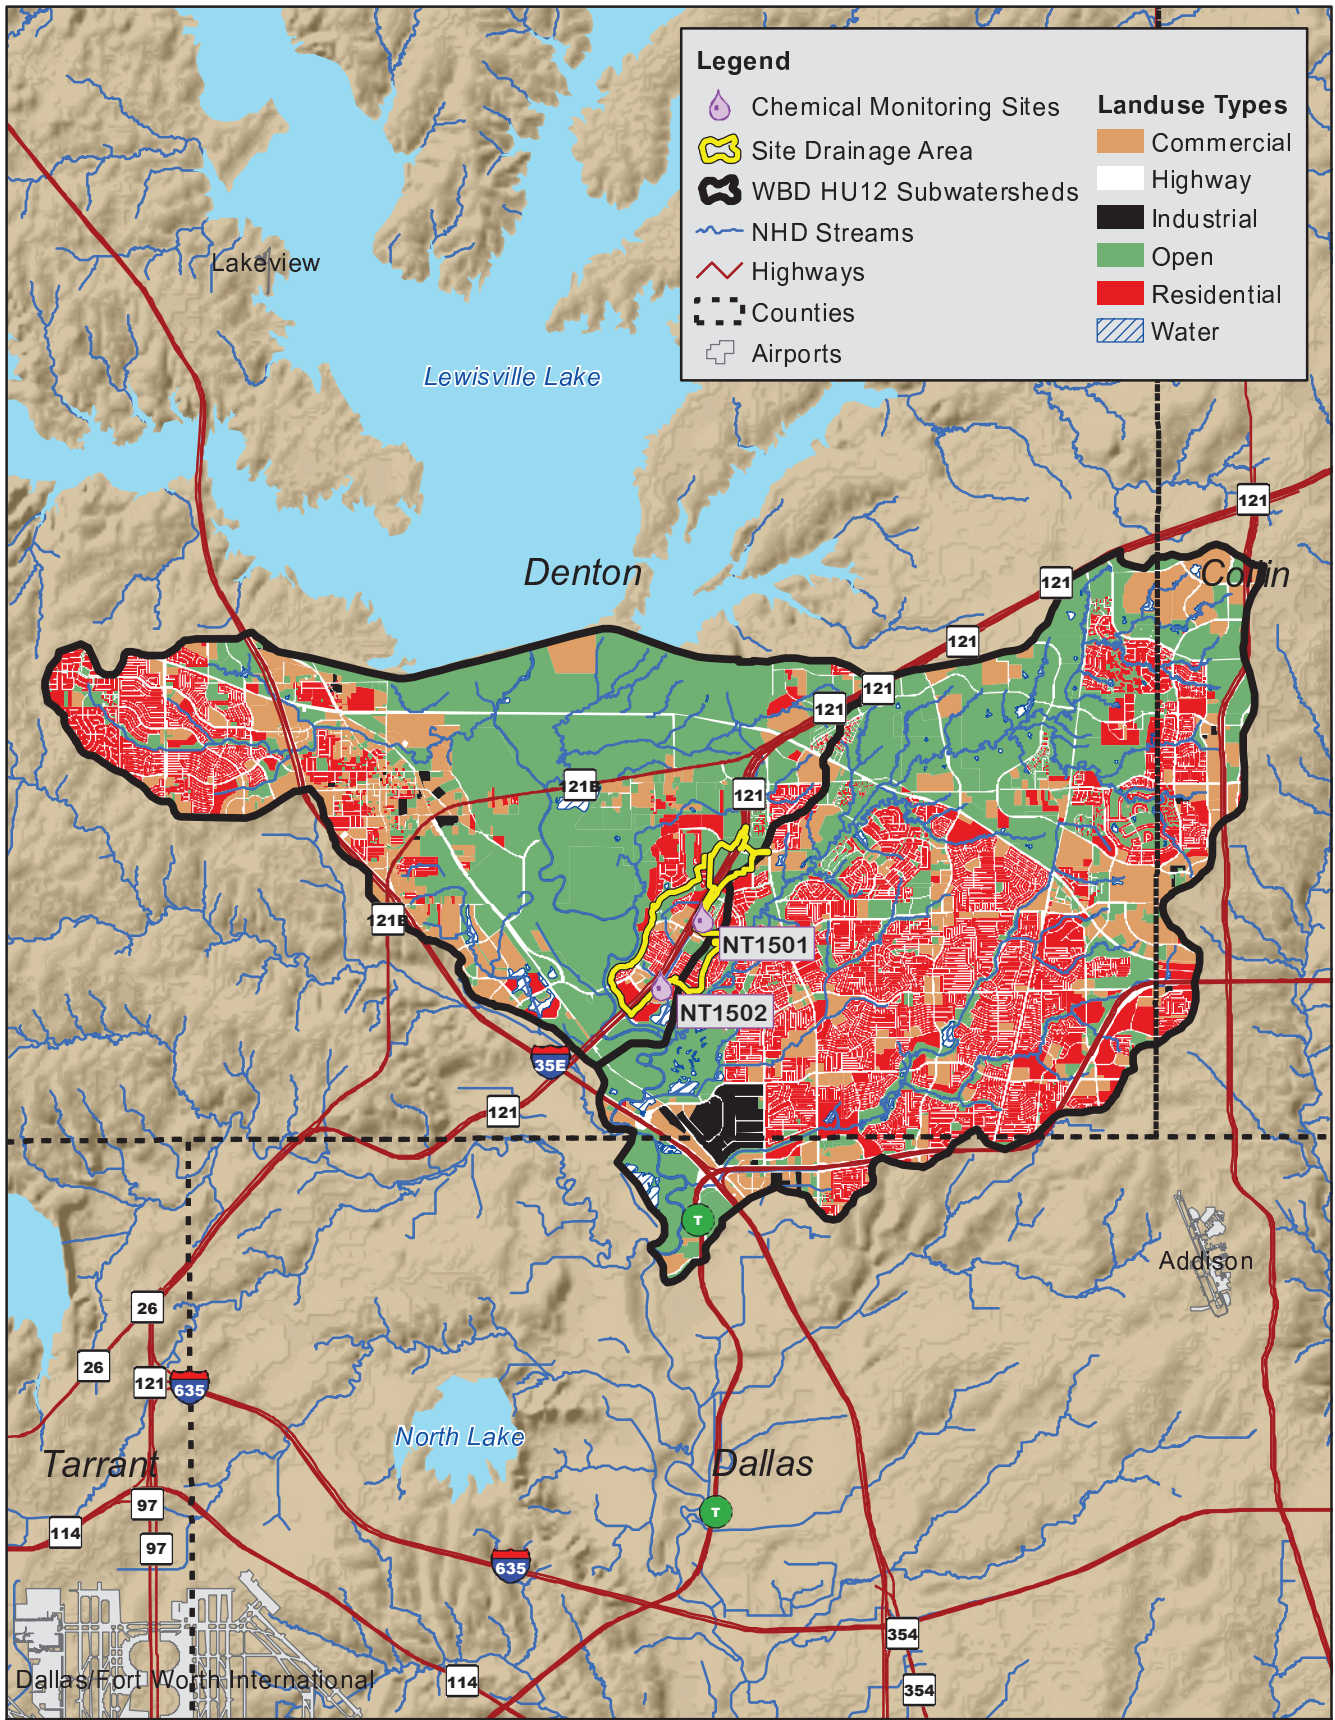 Legend
Chemical Monitoring Sites
Site Drainage Area
WBD HU12 Subwatersheds
NHD Streams
Highways
Counties
Airports
Landuse Types
Commercial
Highway
Industrial
Open
Residential
Water
Lakeview
Lewisville Lake
121
Denton
121
Collin
121
121
121
121B
121
121B
NT1501
NT1502
35E
121
T
Addison
26
26
121
635
North Lake
Tarrant
Dallas
97
T
114
97
635
354
Dallas/Fort Worth International
114
354